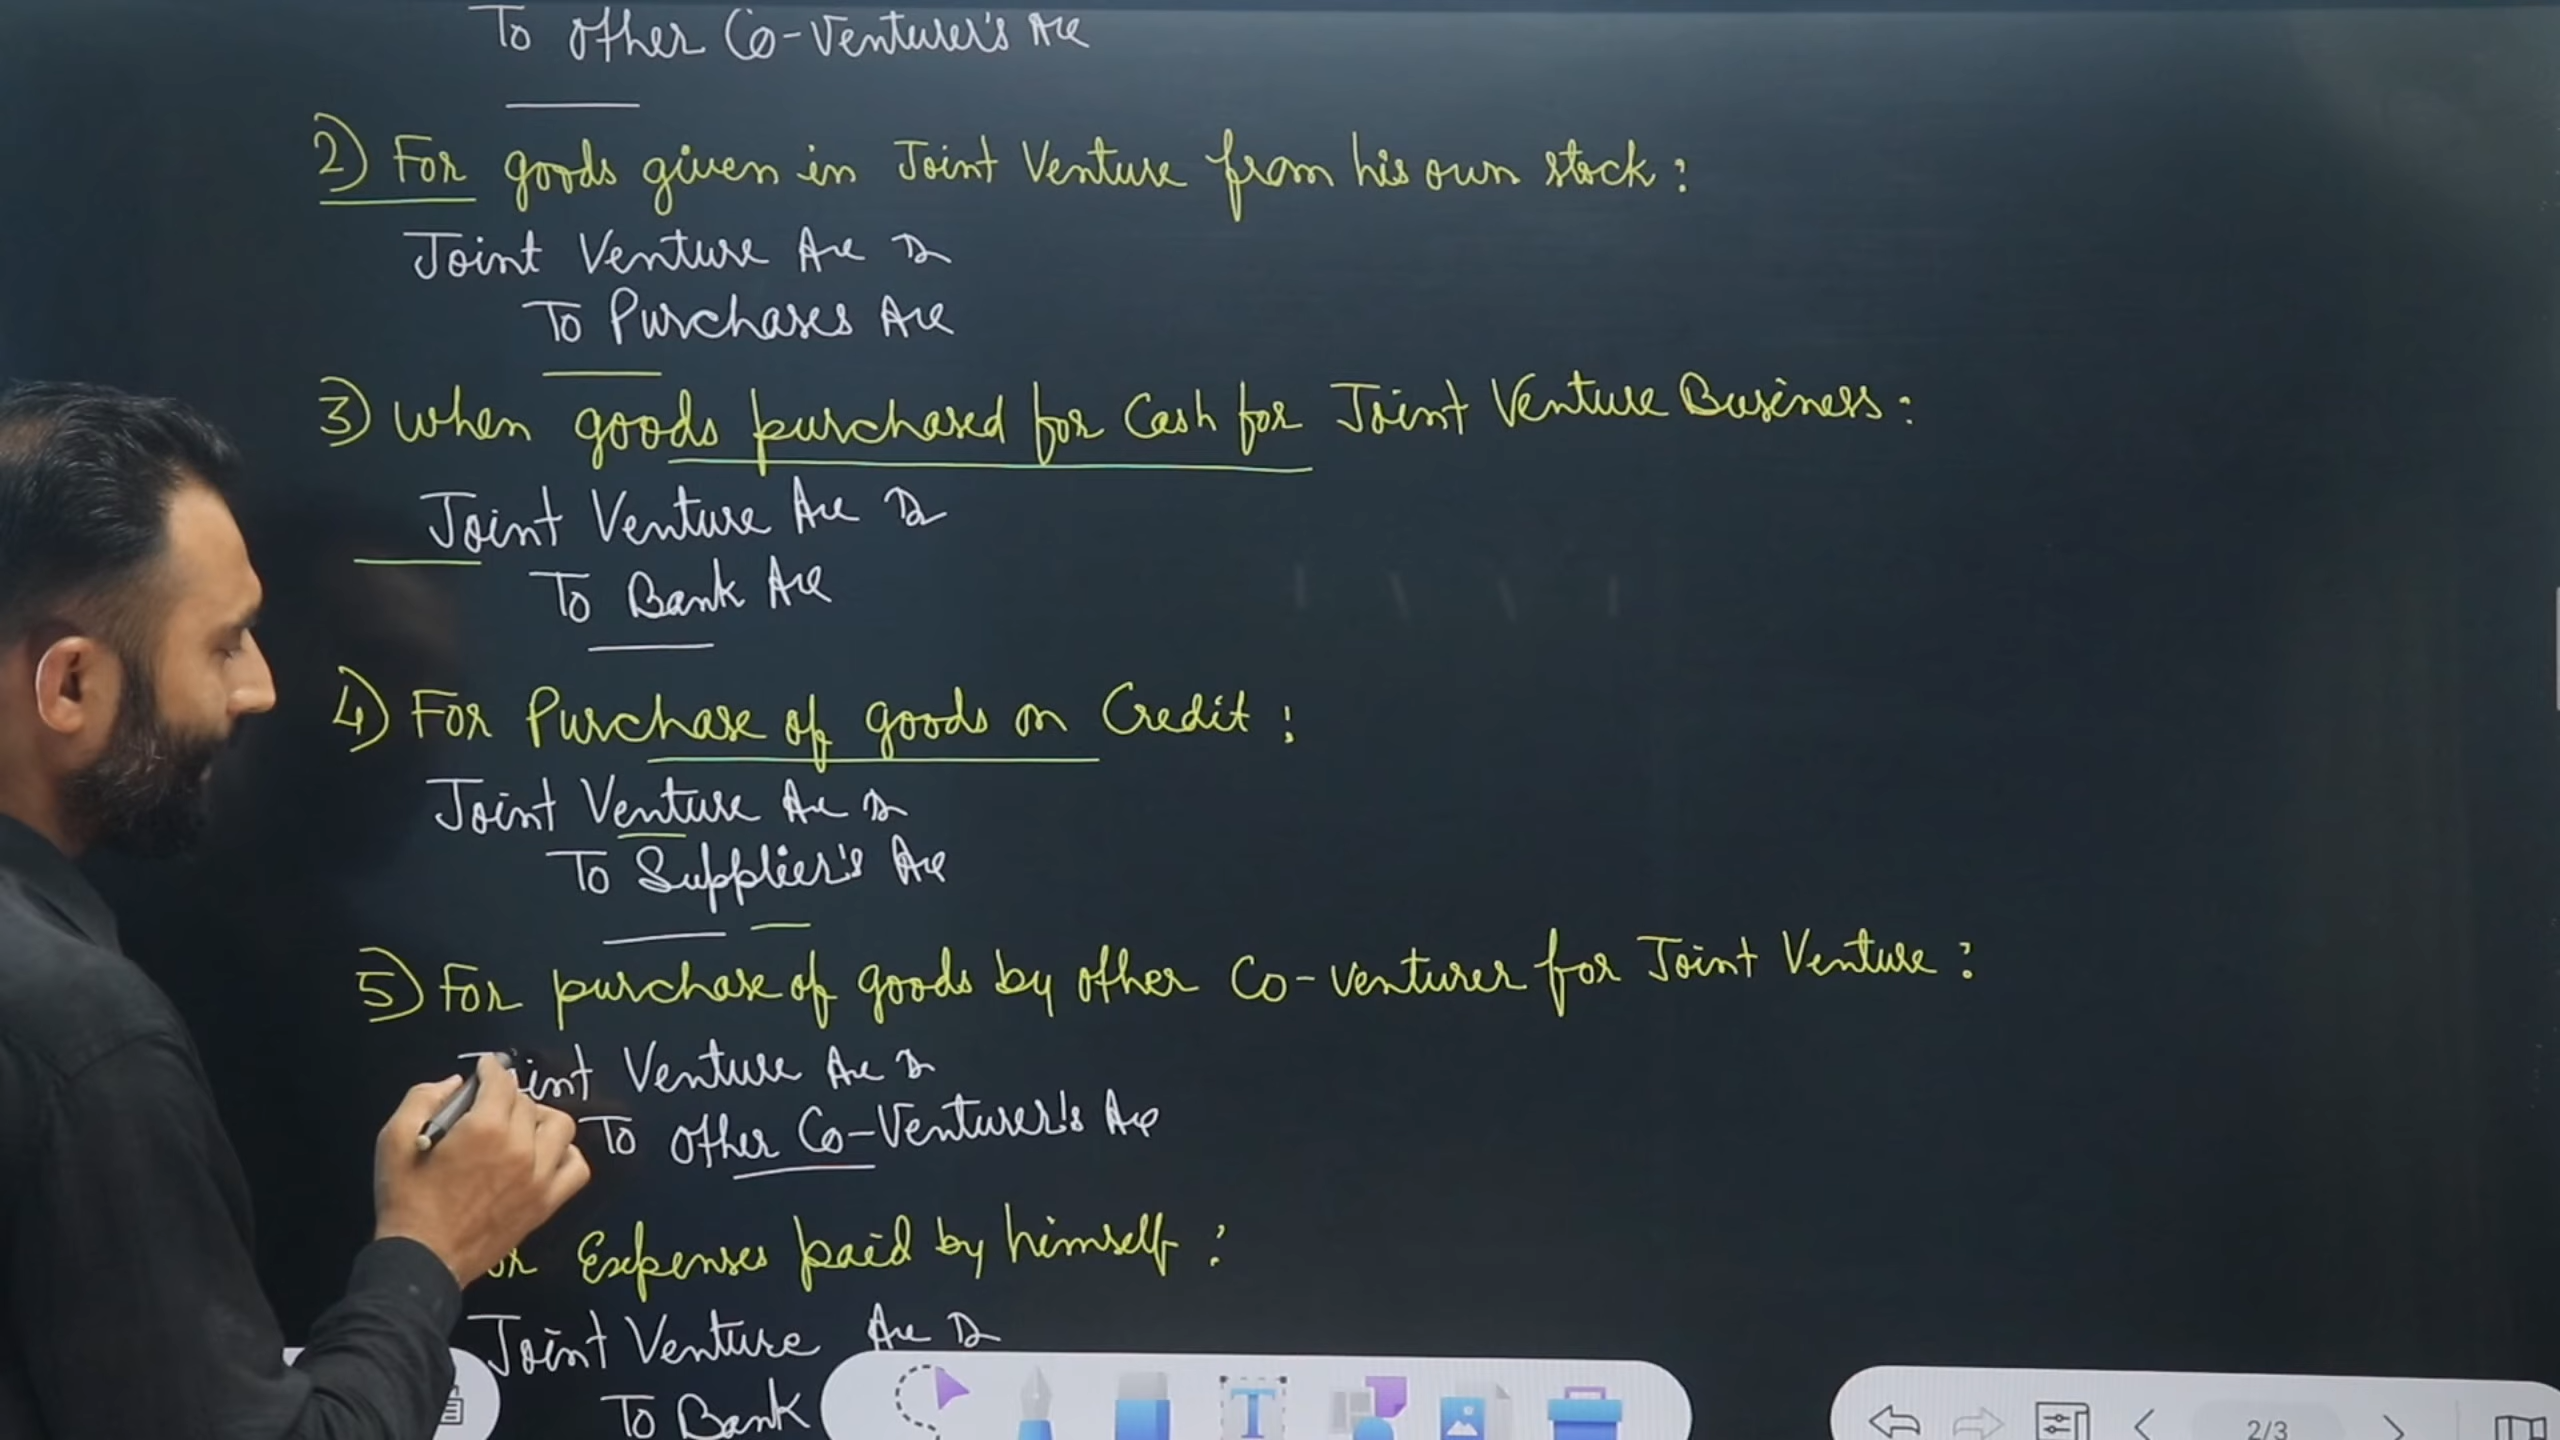 To other Co-Venturer's A/c
2) For goods given in Joint Venture from his own stock :
Joint Venture A/c Dr
To Purchases A/c
3) When goods purchased for Cash for Joint Venture Business :
Joint Venture A/c Dr
To Bank A/c
4) For Purchase of goods on Credit :
Joint Venture A/c Dr
To Supplier's A/c
5) For purchase of goods by other Co-venturer for Joint Venture :
Joint Venture A/c Dr
To other Co-Venturer's A/c
Expenses paid by himself :
Joint Venture A/c Dr
To Bank
2/3